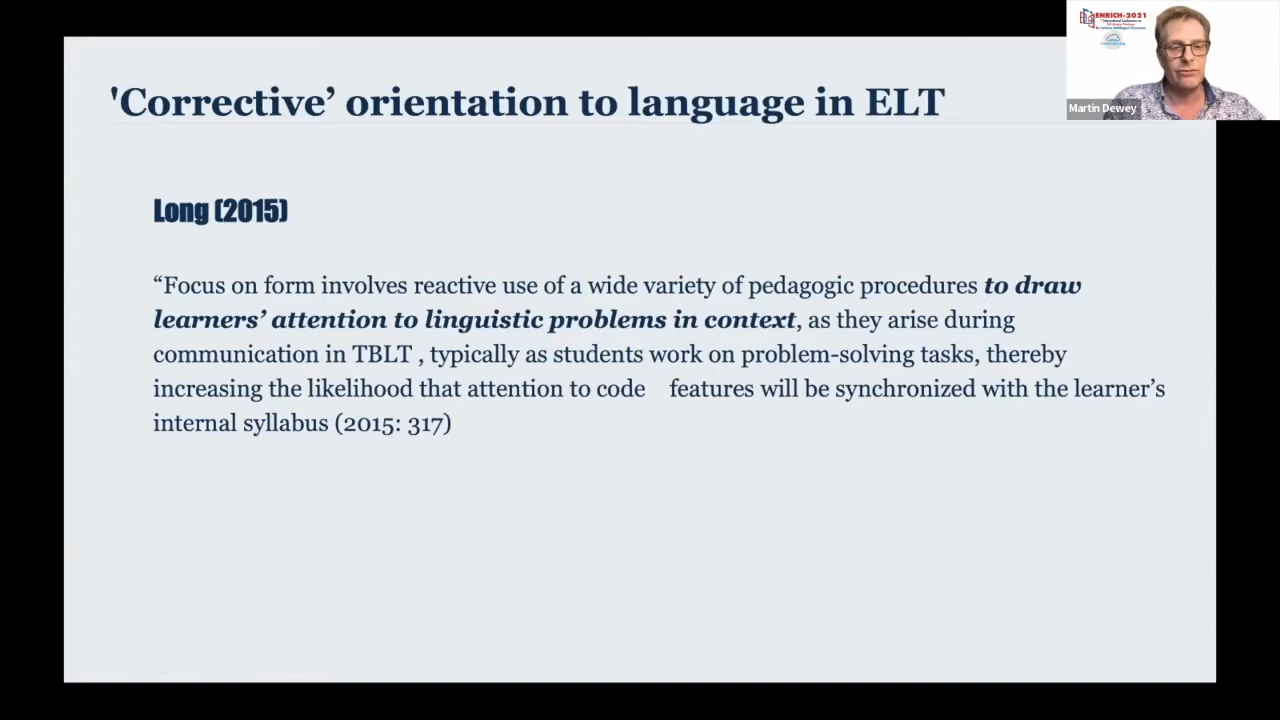 'Corrective’ orientation to language in ELT
Long (2015)
“Focus on form involves reactive use of a wide variety of pedagogic procedures to draw
learners’ attention to linguistic problems in context, as they arise during
communication in TBLT , typically as students work on problem-solving tasks, thereby
increasing the likelihood that attention to code features will be synchronized with the learner’s
internal syllabus (2015: 317)
ENRICH-2021
Martin Dewey